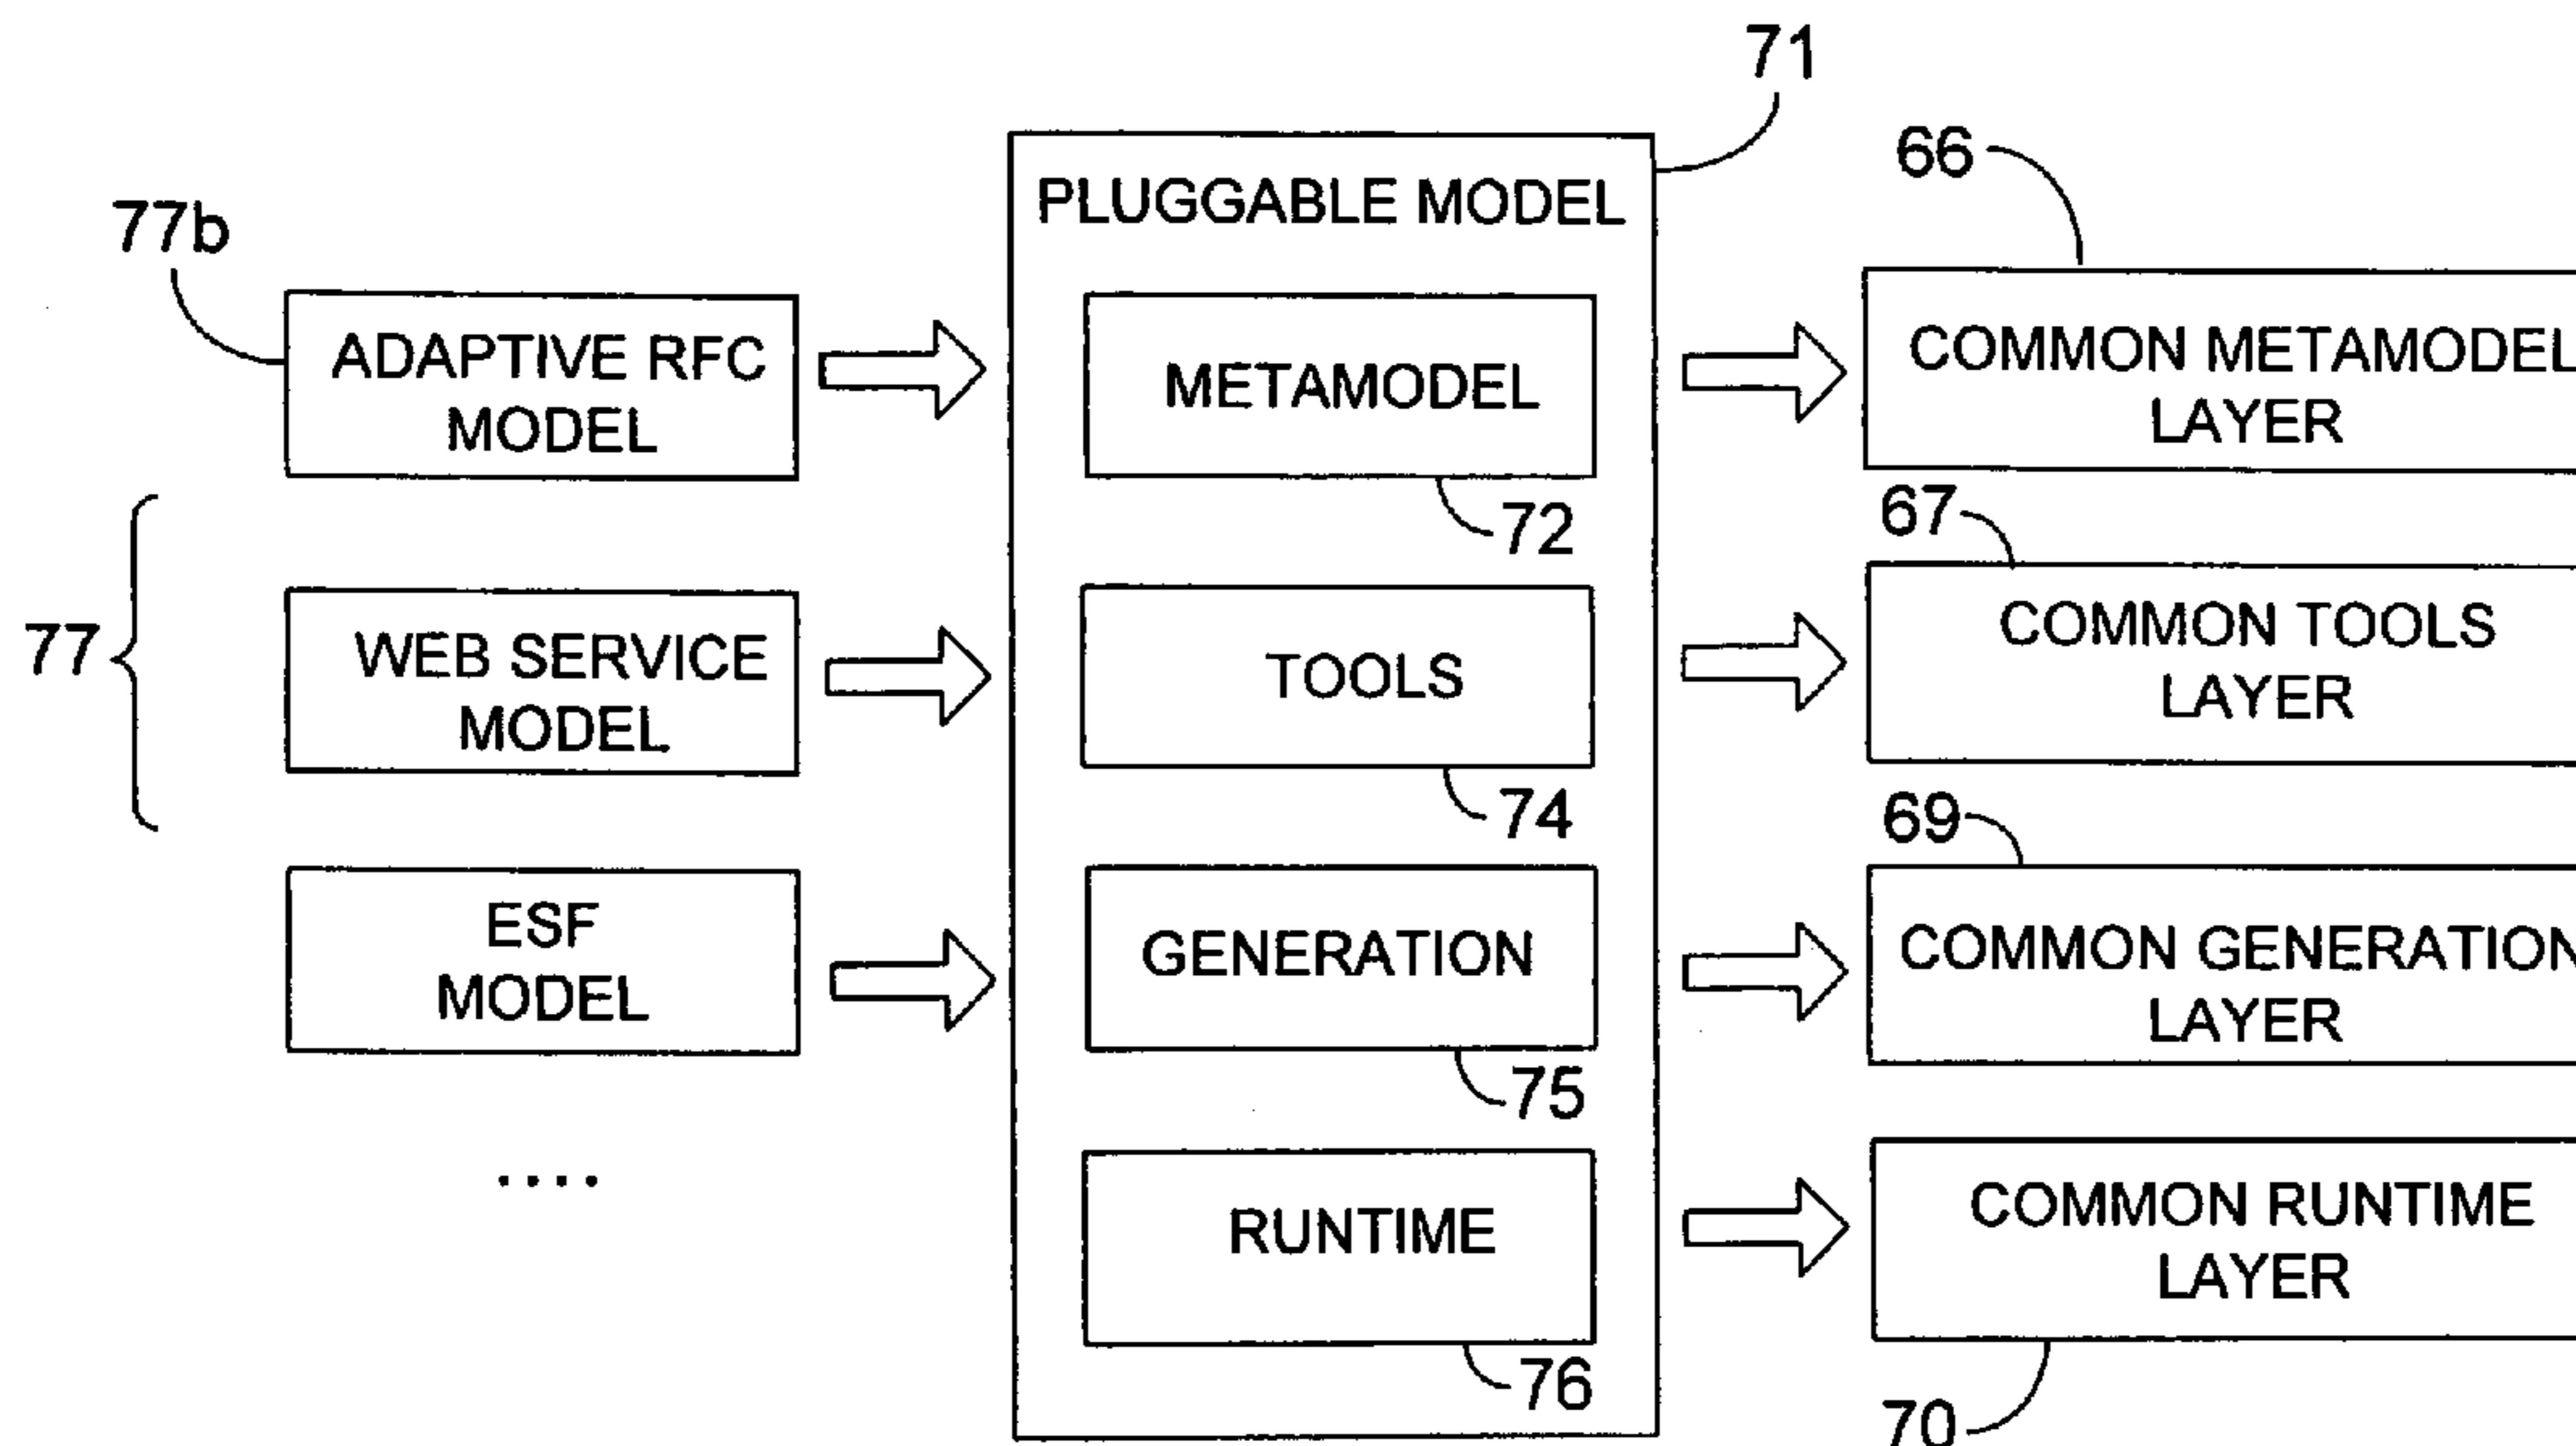 71
66
PLUGGABLE MODEL
77b
ADAPTIVE RFC
MODEL
METAMODEL
COMMON METAMODEL
LAYER
72
67
77
WEB SERVICE
MODEL
TOOLS
COMMON TOOLS
LAYER
74
69
ESF
MODEL
GENERATION
COMMON GENERATION
LAYER
75
....
RUNTIME
COMMON RUNTIME
LAYER
76
70